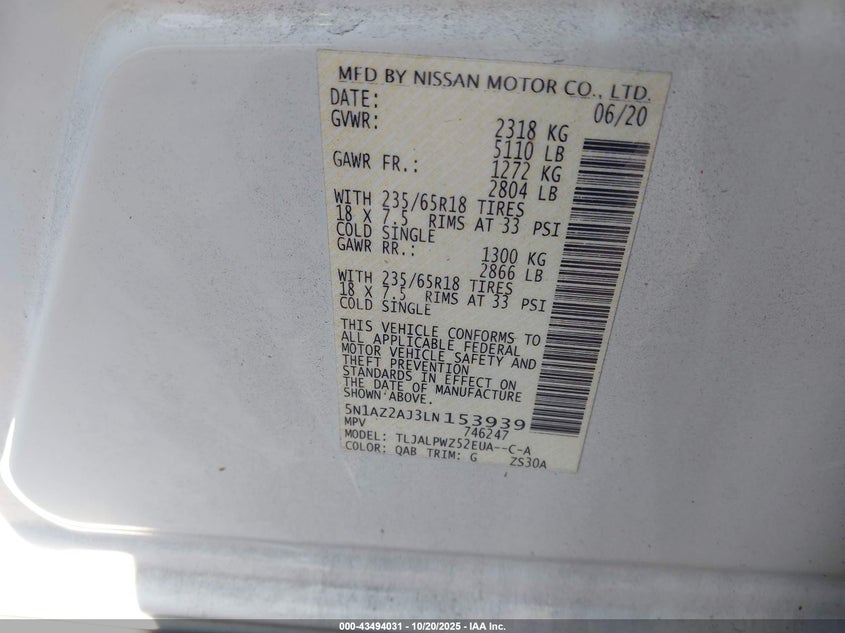 MFD BY NISSAN MOTOR CO., LTD.
DATE: 06/20
GVWR: 2318 KG
5110 LB
GAWR FR.: 1272 KG
2804 LB
WITH 235/65R18 TIRES
18 X 7.5 RIMS AT 33 PSI
COLD SINGLE
GAWR RR.: 1300 KG
2866 LB
WITH 235/65R18 TIRES
18 X 7.5 RIMS AT 33 PSI
COLD SINGLE
THIS VEHICLE CONFORMS TO
ALL APPLICABLE FEDERAL
MOTOR VEHICLE SAFETY AND
THEFT PREVENTION
STANDARDS IN EFFECT ON
THE DATE OF MANUFACTURE
SHOWN ABOVE.
5N1AZ2AJ3LN153939
MPV 746247
MODEL: TLJALPWZ52EUA--C-A
COLOR: QAB TRIM: G ZS30A
000-43494031 - 10/20/2025 - IAA Inc.